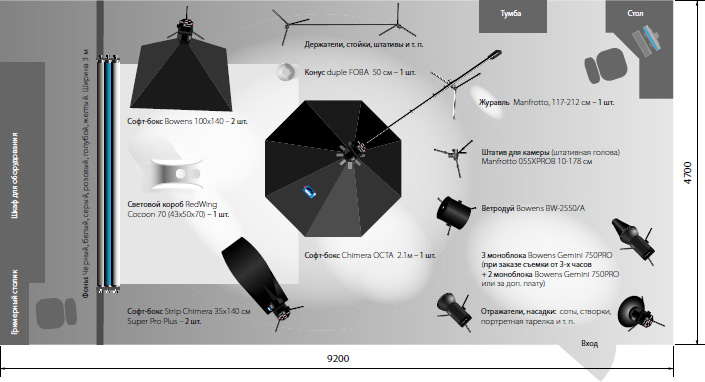 Тумба
Стол
Держатели, стойки, штативы и т. п.
Конус duple FOBA 50 см – 1 шт.
Журавль Manfrotto, 117-212 см – 1 шт.
Софт-бокс Bowens 100x140 – 2 шт.
Штатив для камеры (штативная голова)
Manfrotto 055XPROB 10-178 см
Световой короб RedWing
Cocoon 70 (43x50x70) – 1 шт.
Ветродуй Bowens BW-2550/A
Софт-бокс Chimera OCTA 2.1м – 1 шт.
3 моноблока Bowens Gemini 750PRO
(при заказе съемки от 3-х часов
+ 2 моноблока Bowens Gemini 750PRO
или за доп. плату)
Софт-бокс Strip Chimera 35x140 см
Super Pro Plus – 2 шт.
Отражатели, насадки: соты, створки,
портретная тарелка и т. п.
Вход
Шкаф для оборудования
Гримерный столик
Фоны: Черный, белый, серый, розовый, голубой, желтый. Ширина 3 м
4700
9200